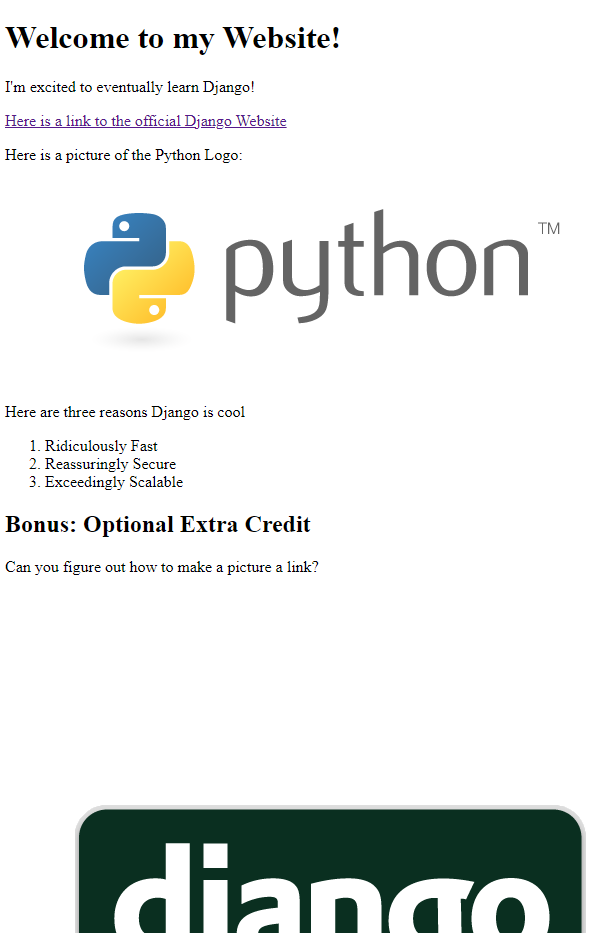 Welcome to my Website!
I'm excited to eventually learn Django!
Here is a link to the official Django Website
Here is a picture of the Python Logo:
python TM
Here are three reasons Django is cool
1. Ridiculously Fast
2. Reassuringly Secure
3. Exceedingly Scalable
Bonus: Optional Extra Credit
Can you figure out how to make a picture a link?
django